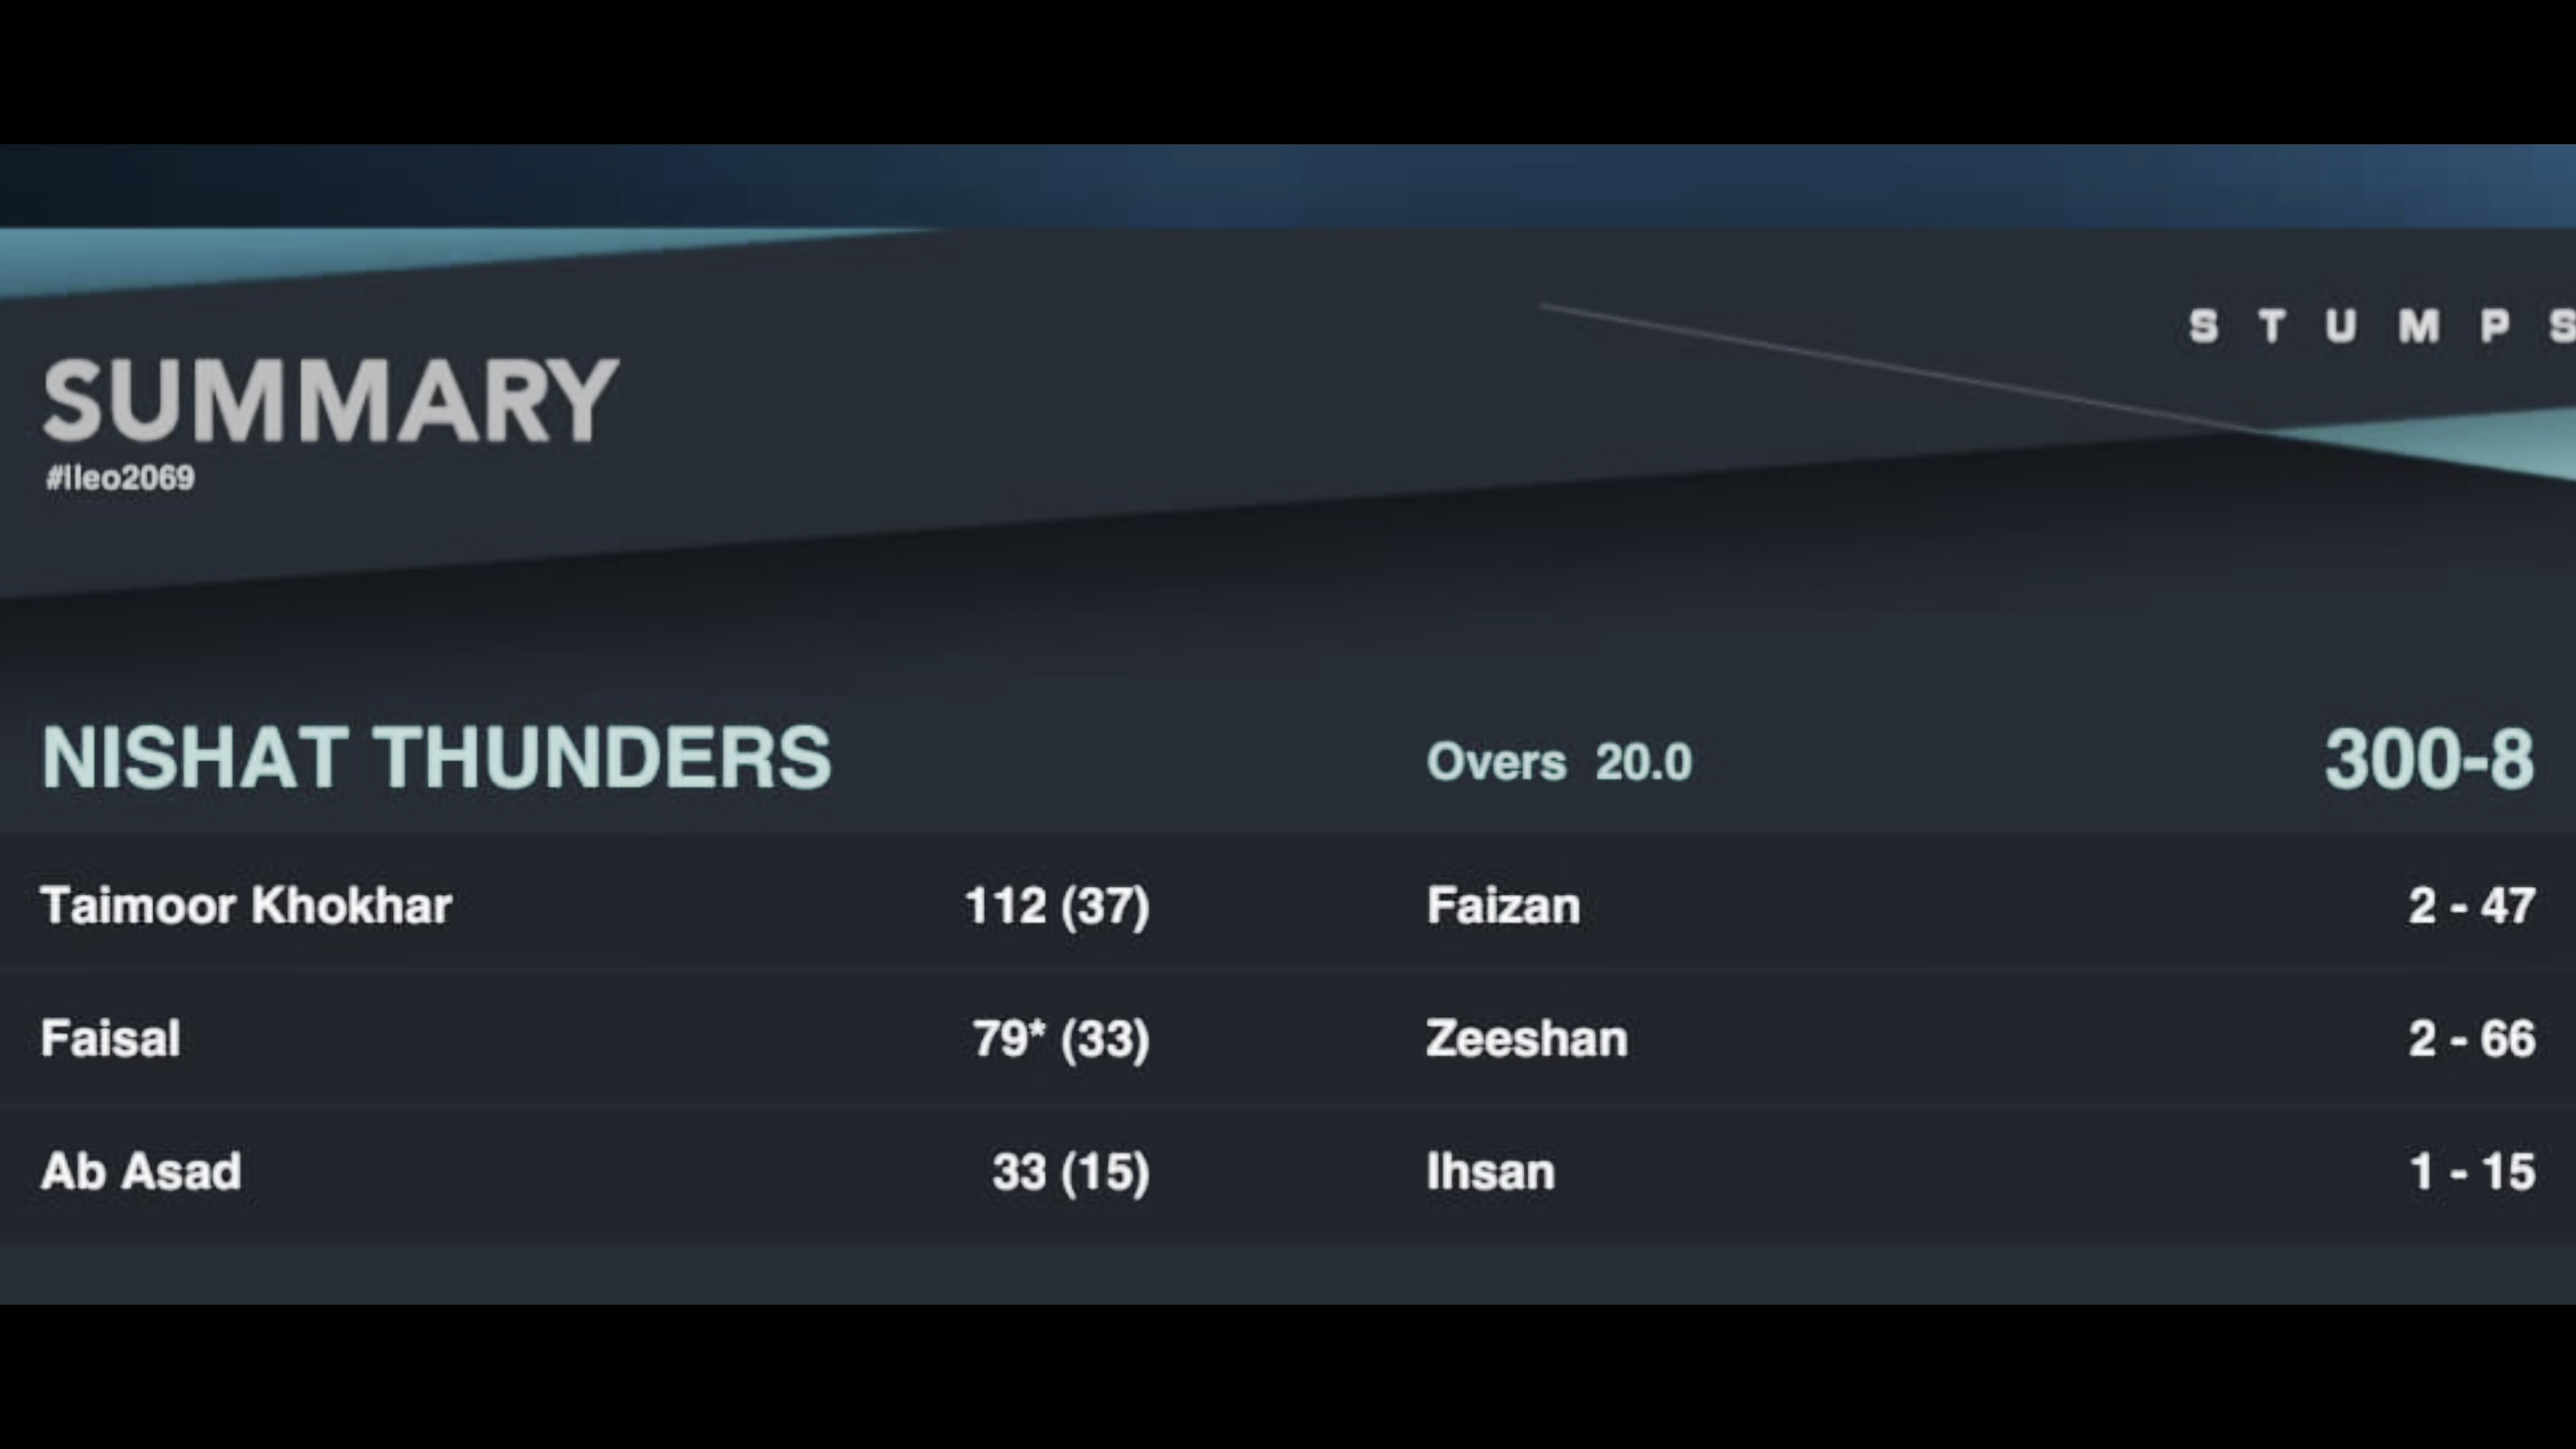 STUMPS
SUMMARY
#lleo2069
NISHAT THUNDERS Overs 20.0 300-8
Taimoor Khokhar 112 (37) Faizan 2 - 47
Faisal 79* (33) Zeeshan 2 - 66
Ab Asad 33 (15) Ihsan 1 - 15